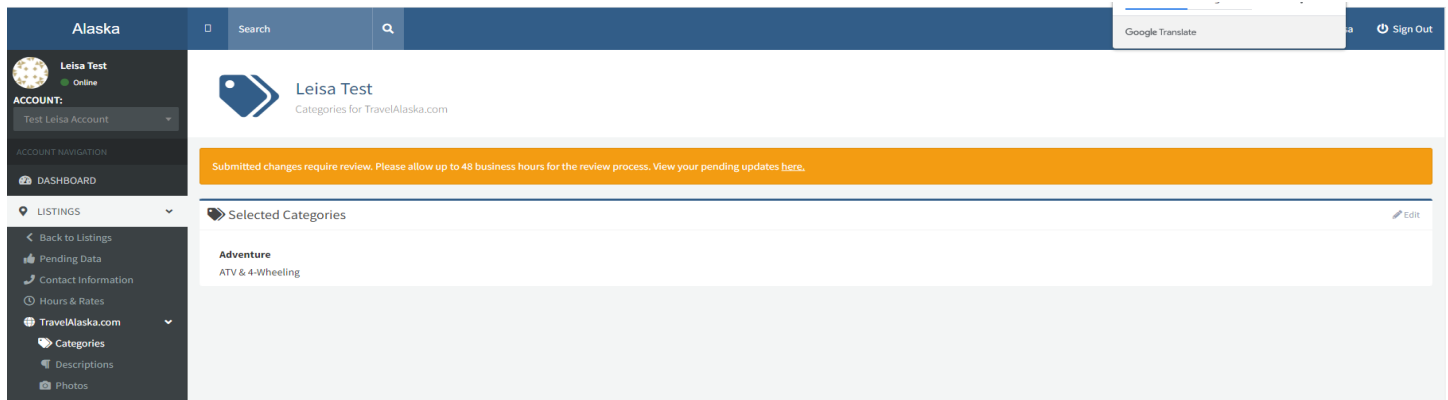 Alaska
Search
Google Translate
sa
Sign Out
Leisa Test
Online
ACCOUNT:
Test Leisa Account
ACCOUNT NAVIGATION
DASHBOARD
LISTINGS
Back to Listings
Pending Data
Contact Information
Hours & Rates
TravelAlaska.com
Categories
Descriptions
Photos
Leisa Test
Categories for TravelAlaska.com
Submitted changes require review. Please allow up to 48 business hours for the review process. View your pending updates here.
Selected Categories
Edit
Adventure
ATV & 4-Wheeling